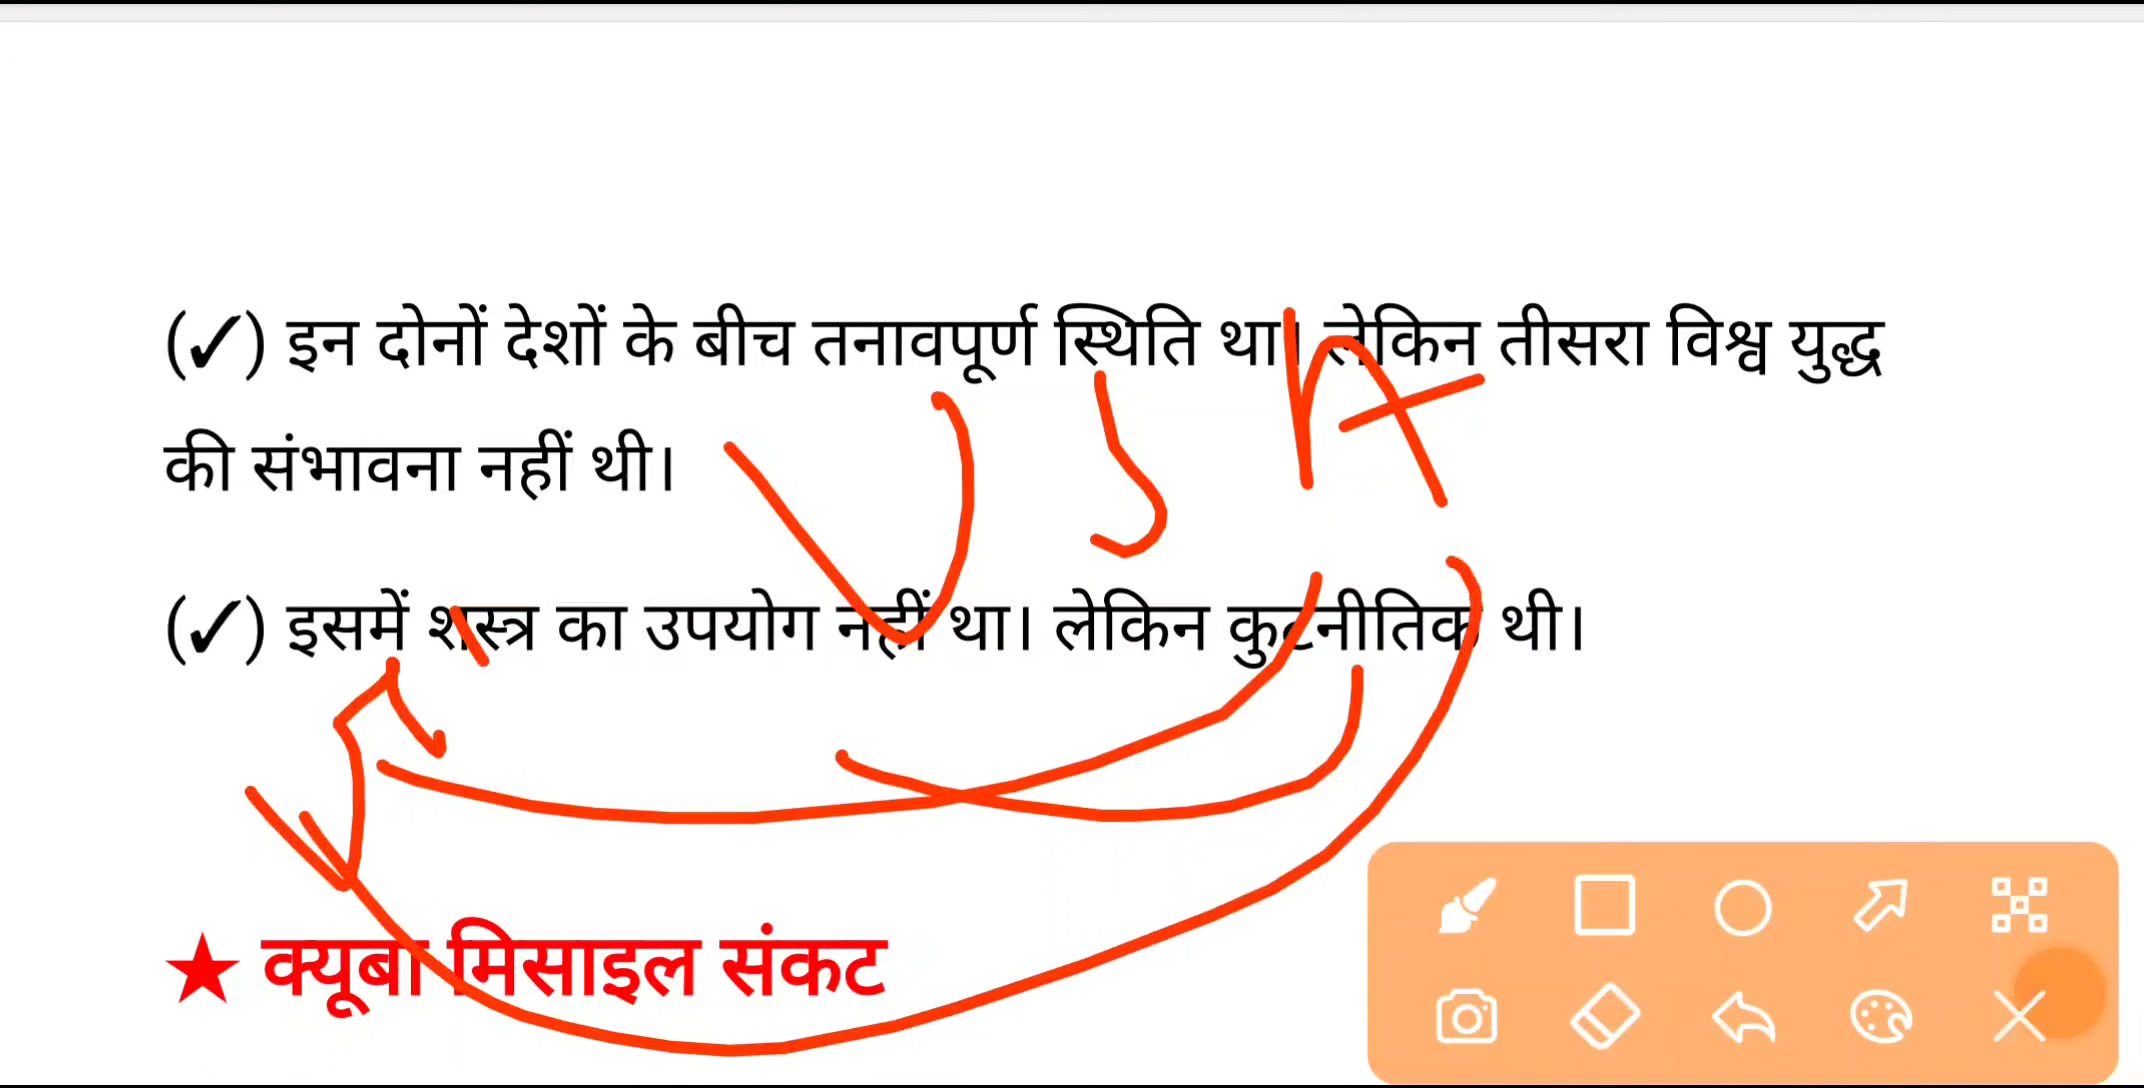 (✓) इन दोनों देशों के बीच तनावपूर्ण स्थिति था। लेकिन तीसरा विश्व युद्ध
की संभावना नहीं थी।
USA
(✓) इसमें शस्त्र का उपयोग नहीं था। लेकिन कुटनीतिक थी।
★ क्यूबा मिसाइल संकट